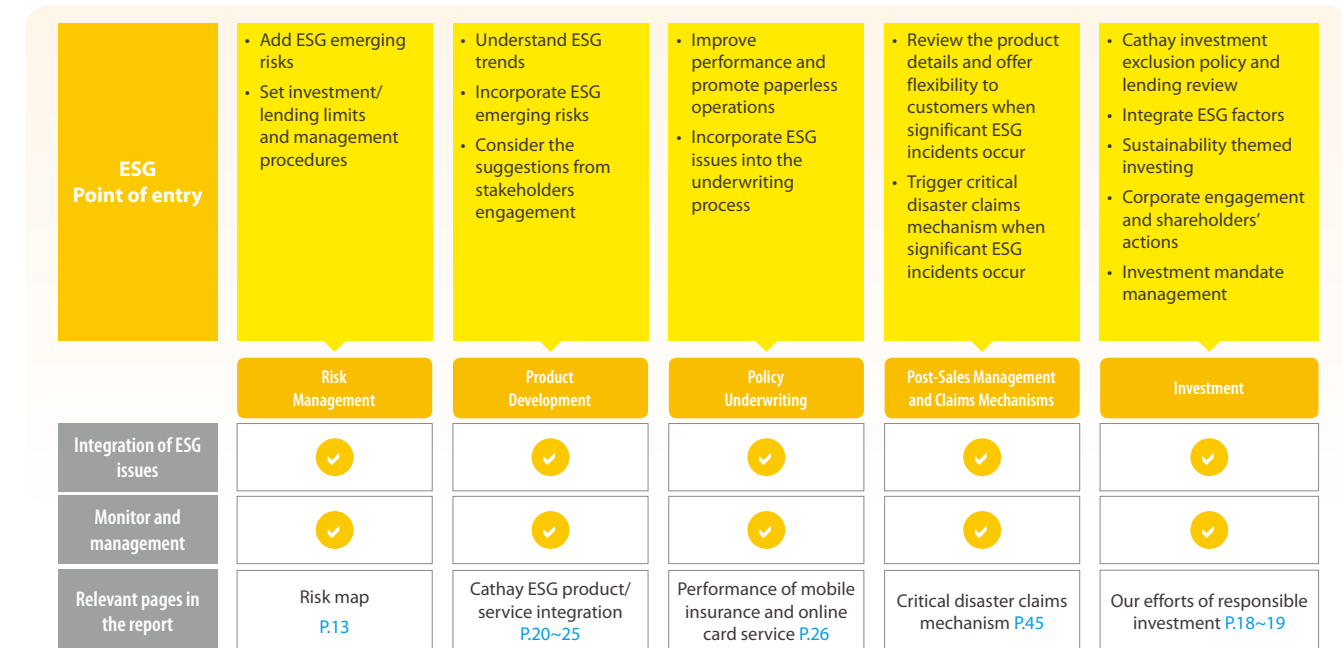 ESG
Point of entry
• Add ESG emerging
risks
• Set investment/
lending limits
and management
procedures
• Understand ESG
trends
• Incorporate ESG
emerging risks
• Consider the
suggestions from
stakeholders
engagement
• Improve
performance and
promote paperless
operations
• Incorporate ESG
issues into the
underwriting
process
• Review the product
details and offer
flexibility to
customers when
significant ESG
incidents occur
• Trigger critical
disaster claims
mechanism when
significant ESG
incidents occur
• Cathay investment
exclusion policy and
lending review
• Integrate ESG factors
• Sustainability themed
investing
• Corporate engagement
and shareholders’
actions
• Investment mandate
management
Risk
Management
Product
Development
Policy
Underwriting
Post-Sales Management
and Claims Mechanisms
Investment
Integration of ESG
issues
Monitor and
management
Relevant pages in
the report
Risk map
P.13
Cathay ESG product/
service integration
P.20~25
Performance of mobile
insurance and online
card service P.26
Critical disaster claims
mechanism P.45
Our efforts of responsible
investment P.18~19